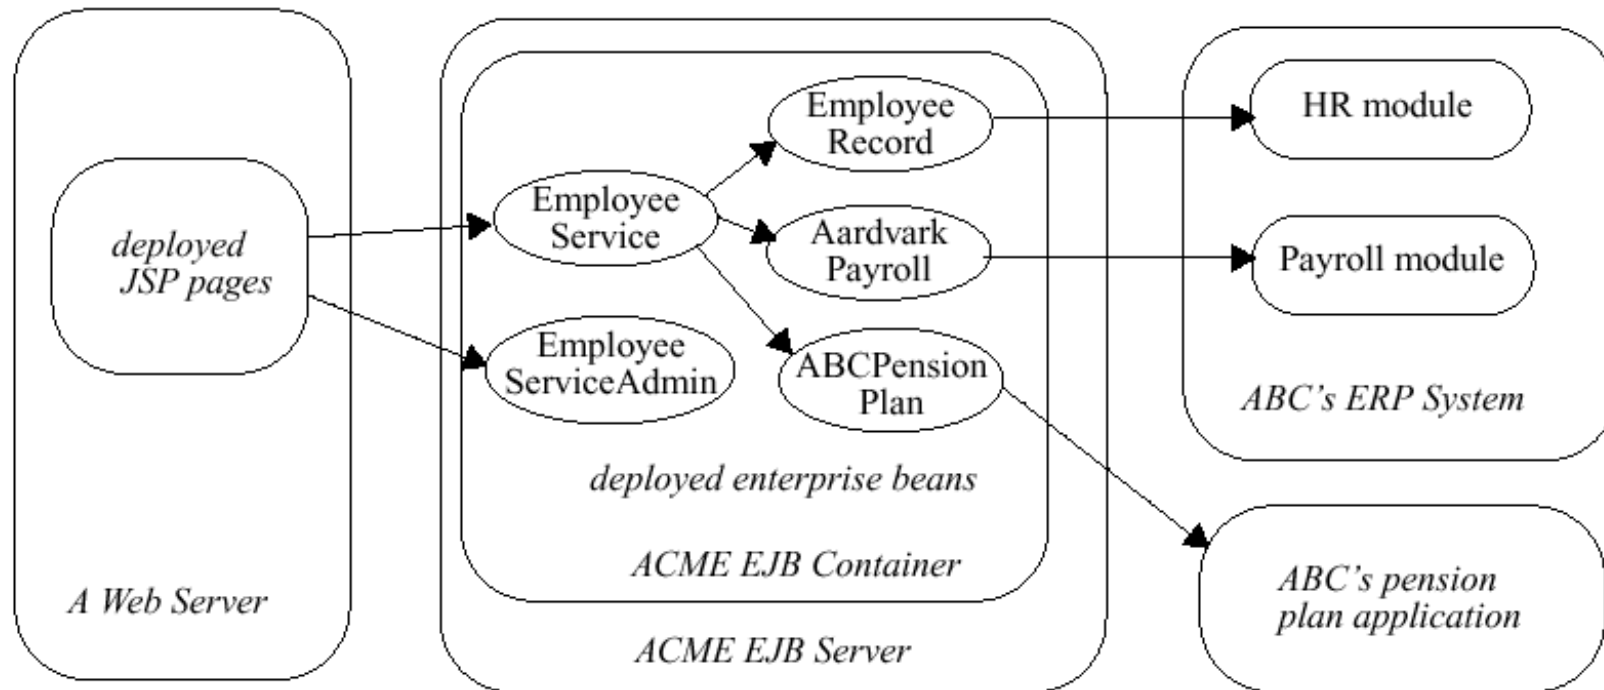 deployed
JSP pages
A Web Server
Employee
Service
Employee
ServiceAdmin
Employee
Record
Aardvark
Payroll
ABCPension
Plan
deployed enterprise beans
ACME EJB Container
ACME EJB Server
HR module
Payroll module
ABC’s ERP System
ABC’s pension
plan application